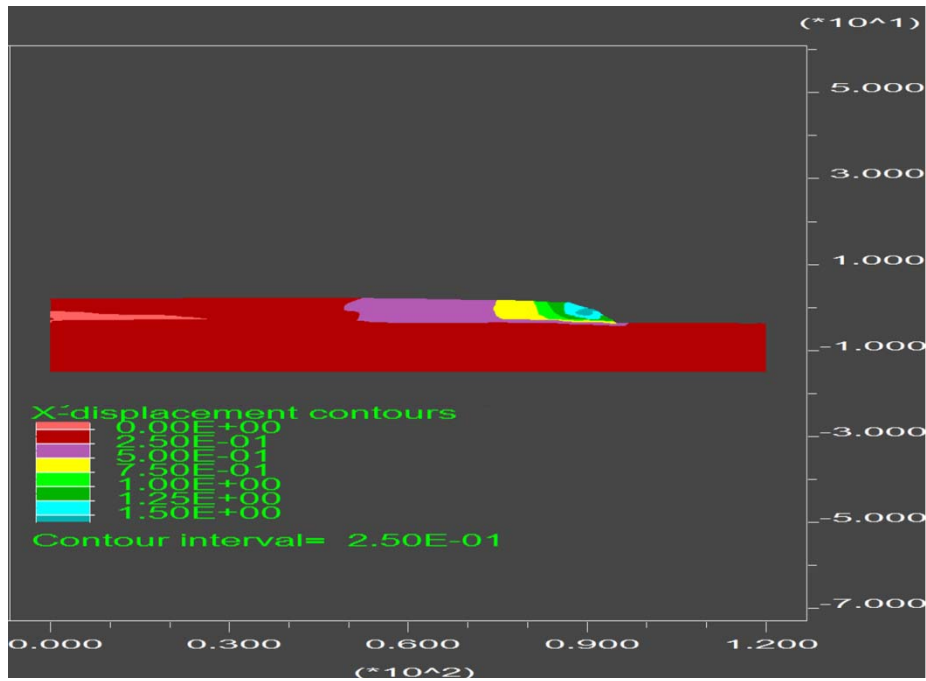 (*10^1)
5.000
3.000
1.000
-1.000
-3.000
-5.000
-7.000
X-displacement contours
0.00E+00
2.50E-01
5.00E-01
7.50E-01
1.00E+00
1.25E+00
1.50E+00
Contour interval= 2.50E-01
0.000 0.300 0.600 0.900 1.200
(*10^2)